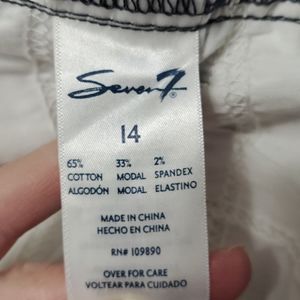 Seven7®
14
65% 33% 2%
COTTON MODAL SPANDEX
ALGODÓN MODAL ELASTINO
MADE IN CHINA
HECHO EN CHINA
RN# 109890
OVER FOR CARE
VOLTEAR PARA CUIDADO